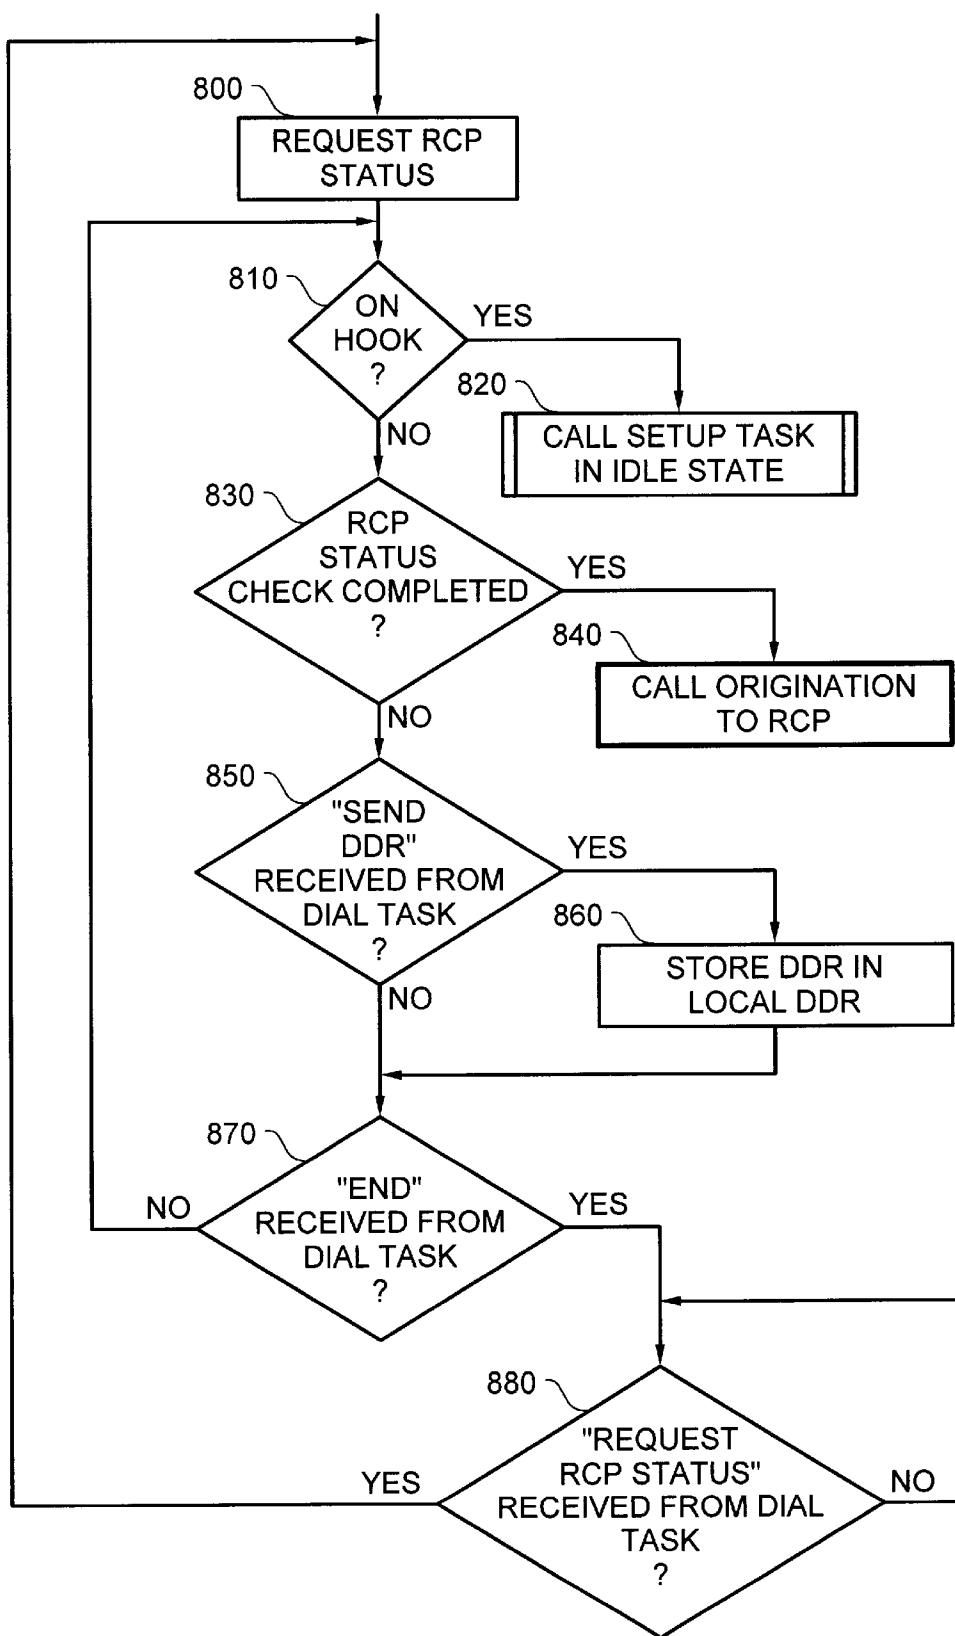 800
REQUEST RCP
STATUS
810
ON
HOOK
?
YES
NO
820
CALL SETUP TASK
IN IDLE STATE
830
RCP
STATUS
CHECK COMPLETED
?
YES
NO
840
CALL ORIGINATION
TO RCP
850
"SEND
DDR"
RECEIVED FROM
DIAL TASK
?
YES
NO
860
STORE DDR IN
LOCAL DDR
870
"END"
RECEIVED FROM
DIAL TASK
?
NO
YES
880
"REQUEST
RCP STATUS"
RECEIVED FROM DIAL
TASK
?
YES
NO